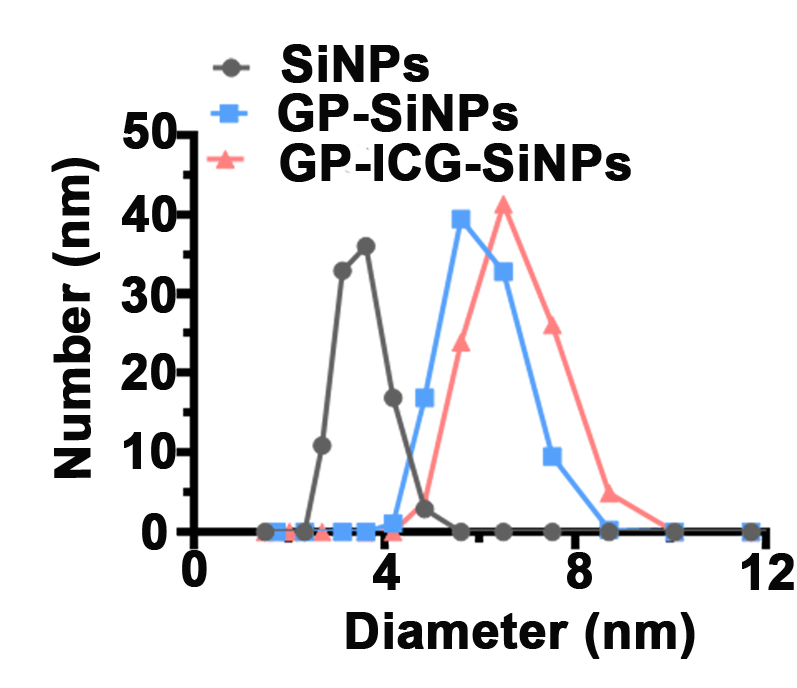 SiNPs
GP-SiNPs
GP-ICG-SiNPs
50
40
30
20
10
0
Number (nm)
0 4 8 12
Diameter (nm)